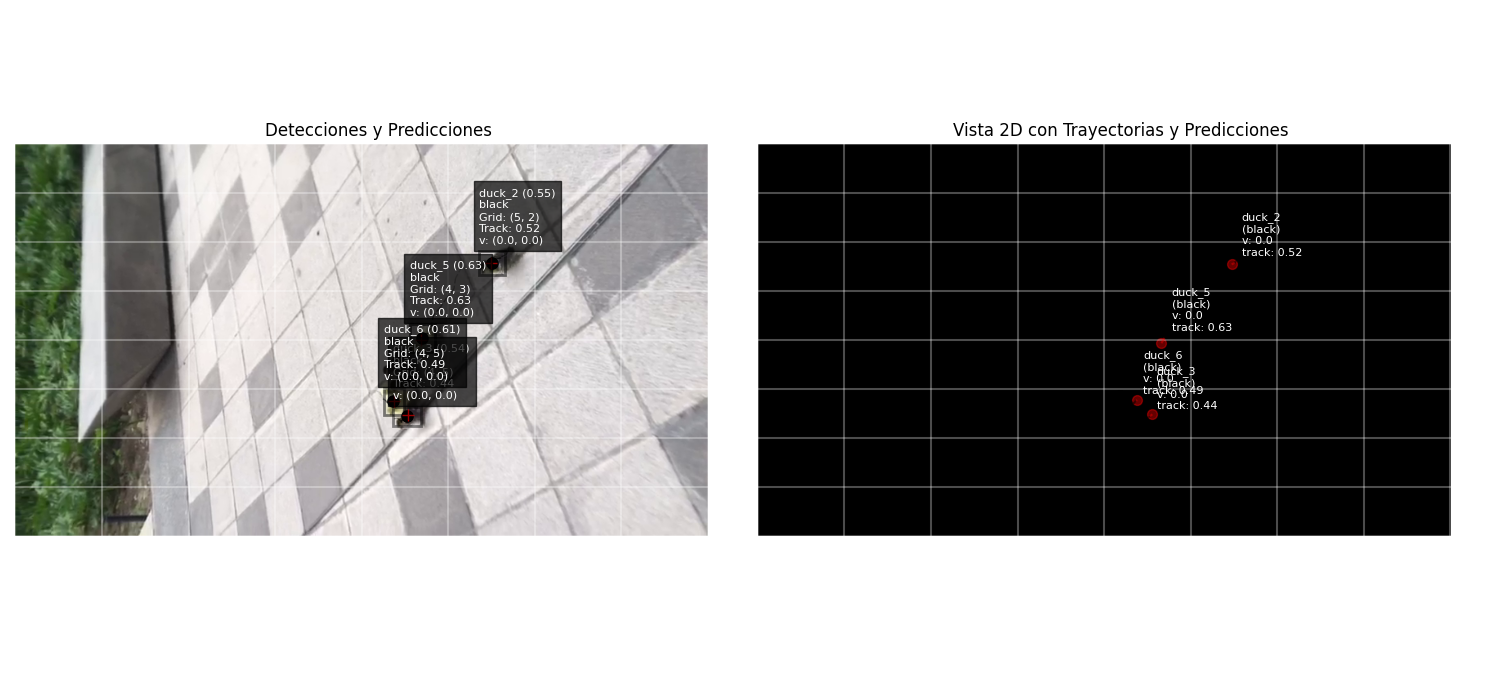 Detecciones y Predicciones
duck_2 (0.55)
black
Grid: (5, 2)
Track: 0.52
v: (0.0, 0.0)
duck_5 (0.63)
black
Grid: (4, 3)
Track: 0.63
v: (0.0, 0.0)
duck_6 (0.61)
black
Grid: (4, 5)
Track: 0.49
v: (0.0, 0.0)
(0.54)
Track: 0.44
v: (0.0, 0.0)
Vista 2D con Trayectorias y Predicciones
duck_2
(black)
v: 0.0
track: 0.52
duck_5
(black)
v: 0.0
track: 0.63
duck_6
(black)
v: 0.0
track: 0.49
duck_3
(black)
v: 0.0
track: 0.44